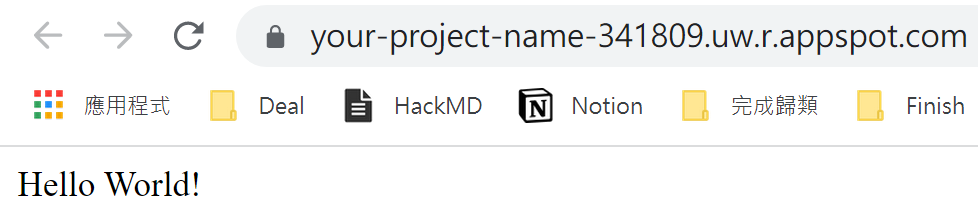 your-project-name-341809.uw.r.appspot.com
應用程式 Deal HackMD Notion 完成歸類 Finish
Hello World!